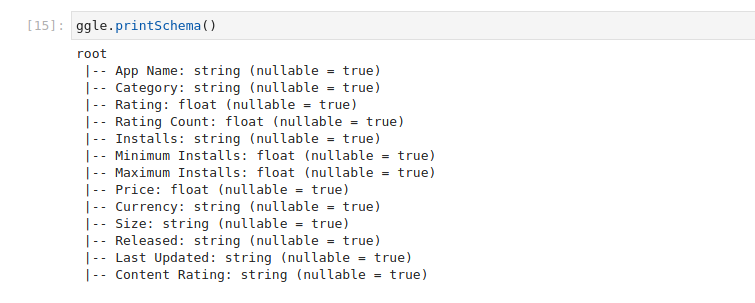 [15]: ggle.printSchema()
root
|-- App Name: string (nullable = true)
|-- Category: string (nullable = true)
|-- Rating: float (nullable = true)
|-- Rating Count: float (nullable = true)
|-- Installs: string (nullable = true)
|-- Minimum Installs: float (nullable = true)
|-- Maximum Installs: float (nullable = true)
|-- Price: float (nullable = true)
|-- Currency: string (nullable = true)
|-- Size: string (nullable = true)
|-- Released: string (nullable = true)
|-- Last Updated: string (nullable = true)
|-- Content Rating: string (nullable = true)